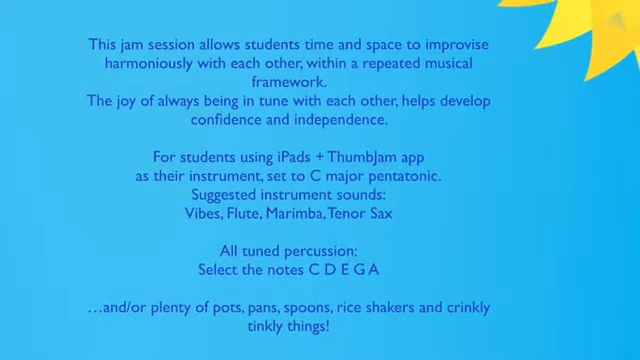 This jam session allows students time and space to improvise
harmoniously with each other, within a repeated musical
framework.
The joy of always being in tune with each other, helps develop
confidence and independence.
For students using iPads + ThumbJam app
as their instrument, set to C major pentatonic.
Suggested instrument sounds:
Vibes, Flute, Marimba, Tenor Sax
All tuned percussion:
Select the notes C D E G A
…and/or plenty of pots, pans, spoons, rice shakers and crinkly
tinkly things!